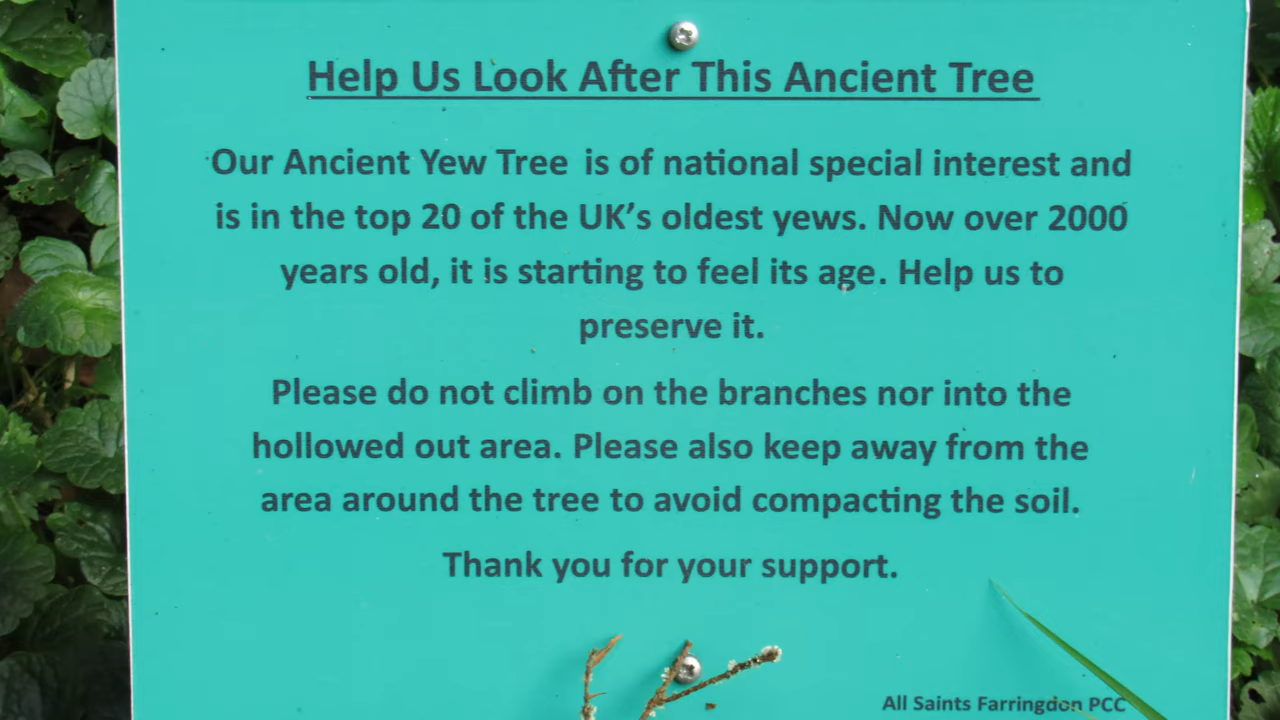 Help Us Look After This Ancient Tree
Our Ancient Yew Tree is of national special interest and
is in the top 20 of the UK's oldest yews. Now over 2000
years old, it is starting to feel its age. Help us to
preserve it.
Please do not climb on the branches nor into the
hollowed out area. Please also keep away from the
area around the tree to avoid compacting the soil.
Thank you for your support.
All Saints Farringdon PCC